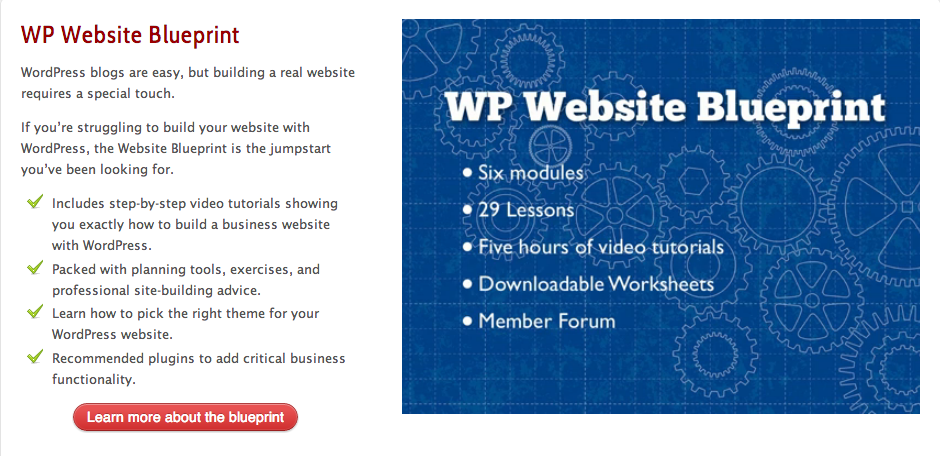 WP Website Blueprint
WordPress blogs are easy, but building a real website
requires a special touch.
If you’re struggling to build your website with
WordPress, the Website Blueprint is the jumpstart
you’ve been looking for.
Includes step-by-step video tutorials showing
you exactly how to build a business website
with WordPress.
Packed with planning tools, exercises, and
professional site-building advice.
Learn how to pick the right theme for your
WordPress website.
Recommended plugins to add critical business
functionality.
Learn more about the blueprint
WP Website Blueprint
• Six modules
• 29 Lessons
• Five hours of video tutorials
• Downloadable Worksheets
• Member Forum